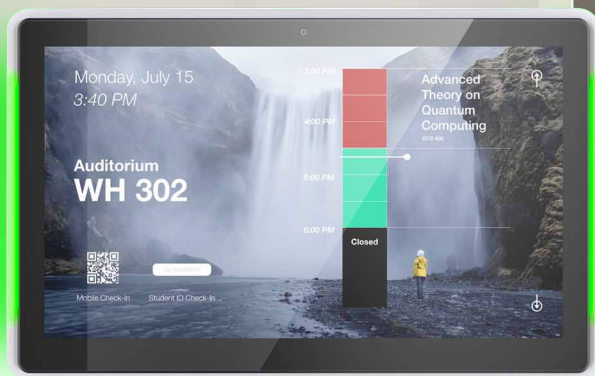 Monday, July 15
3:40 PM
Auditorium
WH 302
Mobile Check-In
Student ID Check-In
3:00 PM
4:00 PM
5:00 PM
6:00 PM
Closed
Advanced
Theory on
Quantum
Computing